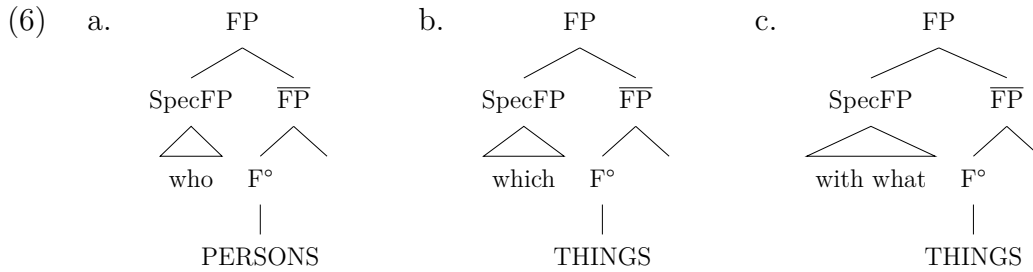 (6) a. FP b. FP c. FP
SpecFP F̅P̅ SpecFP F̅P̅ SpecFP F̅P̅
who F° which F° with what F°
PERSONS THINGS THINGS